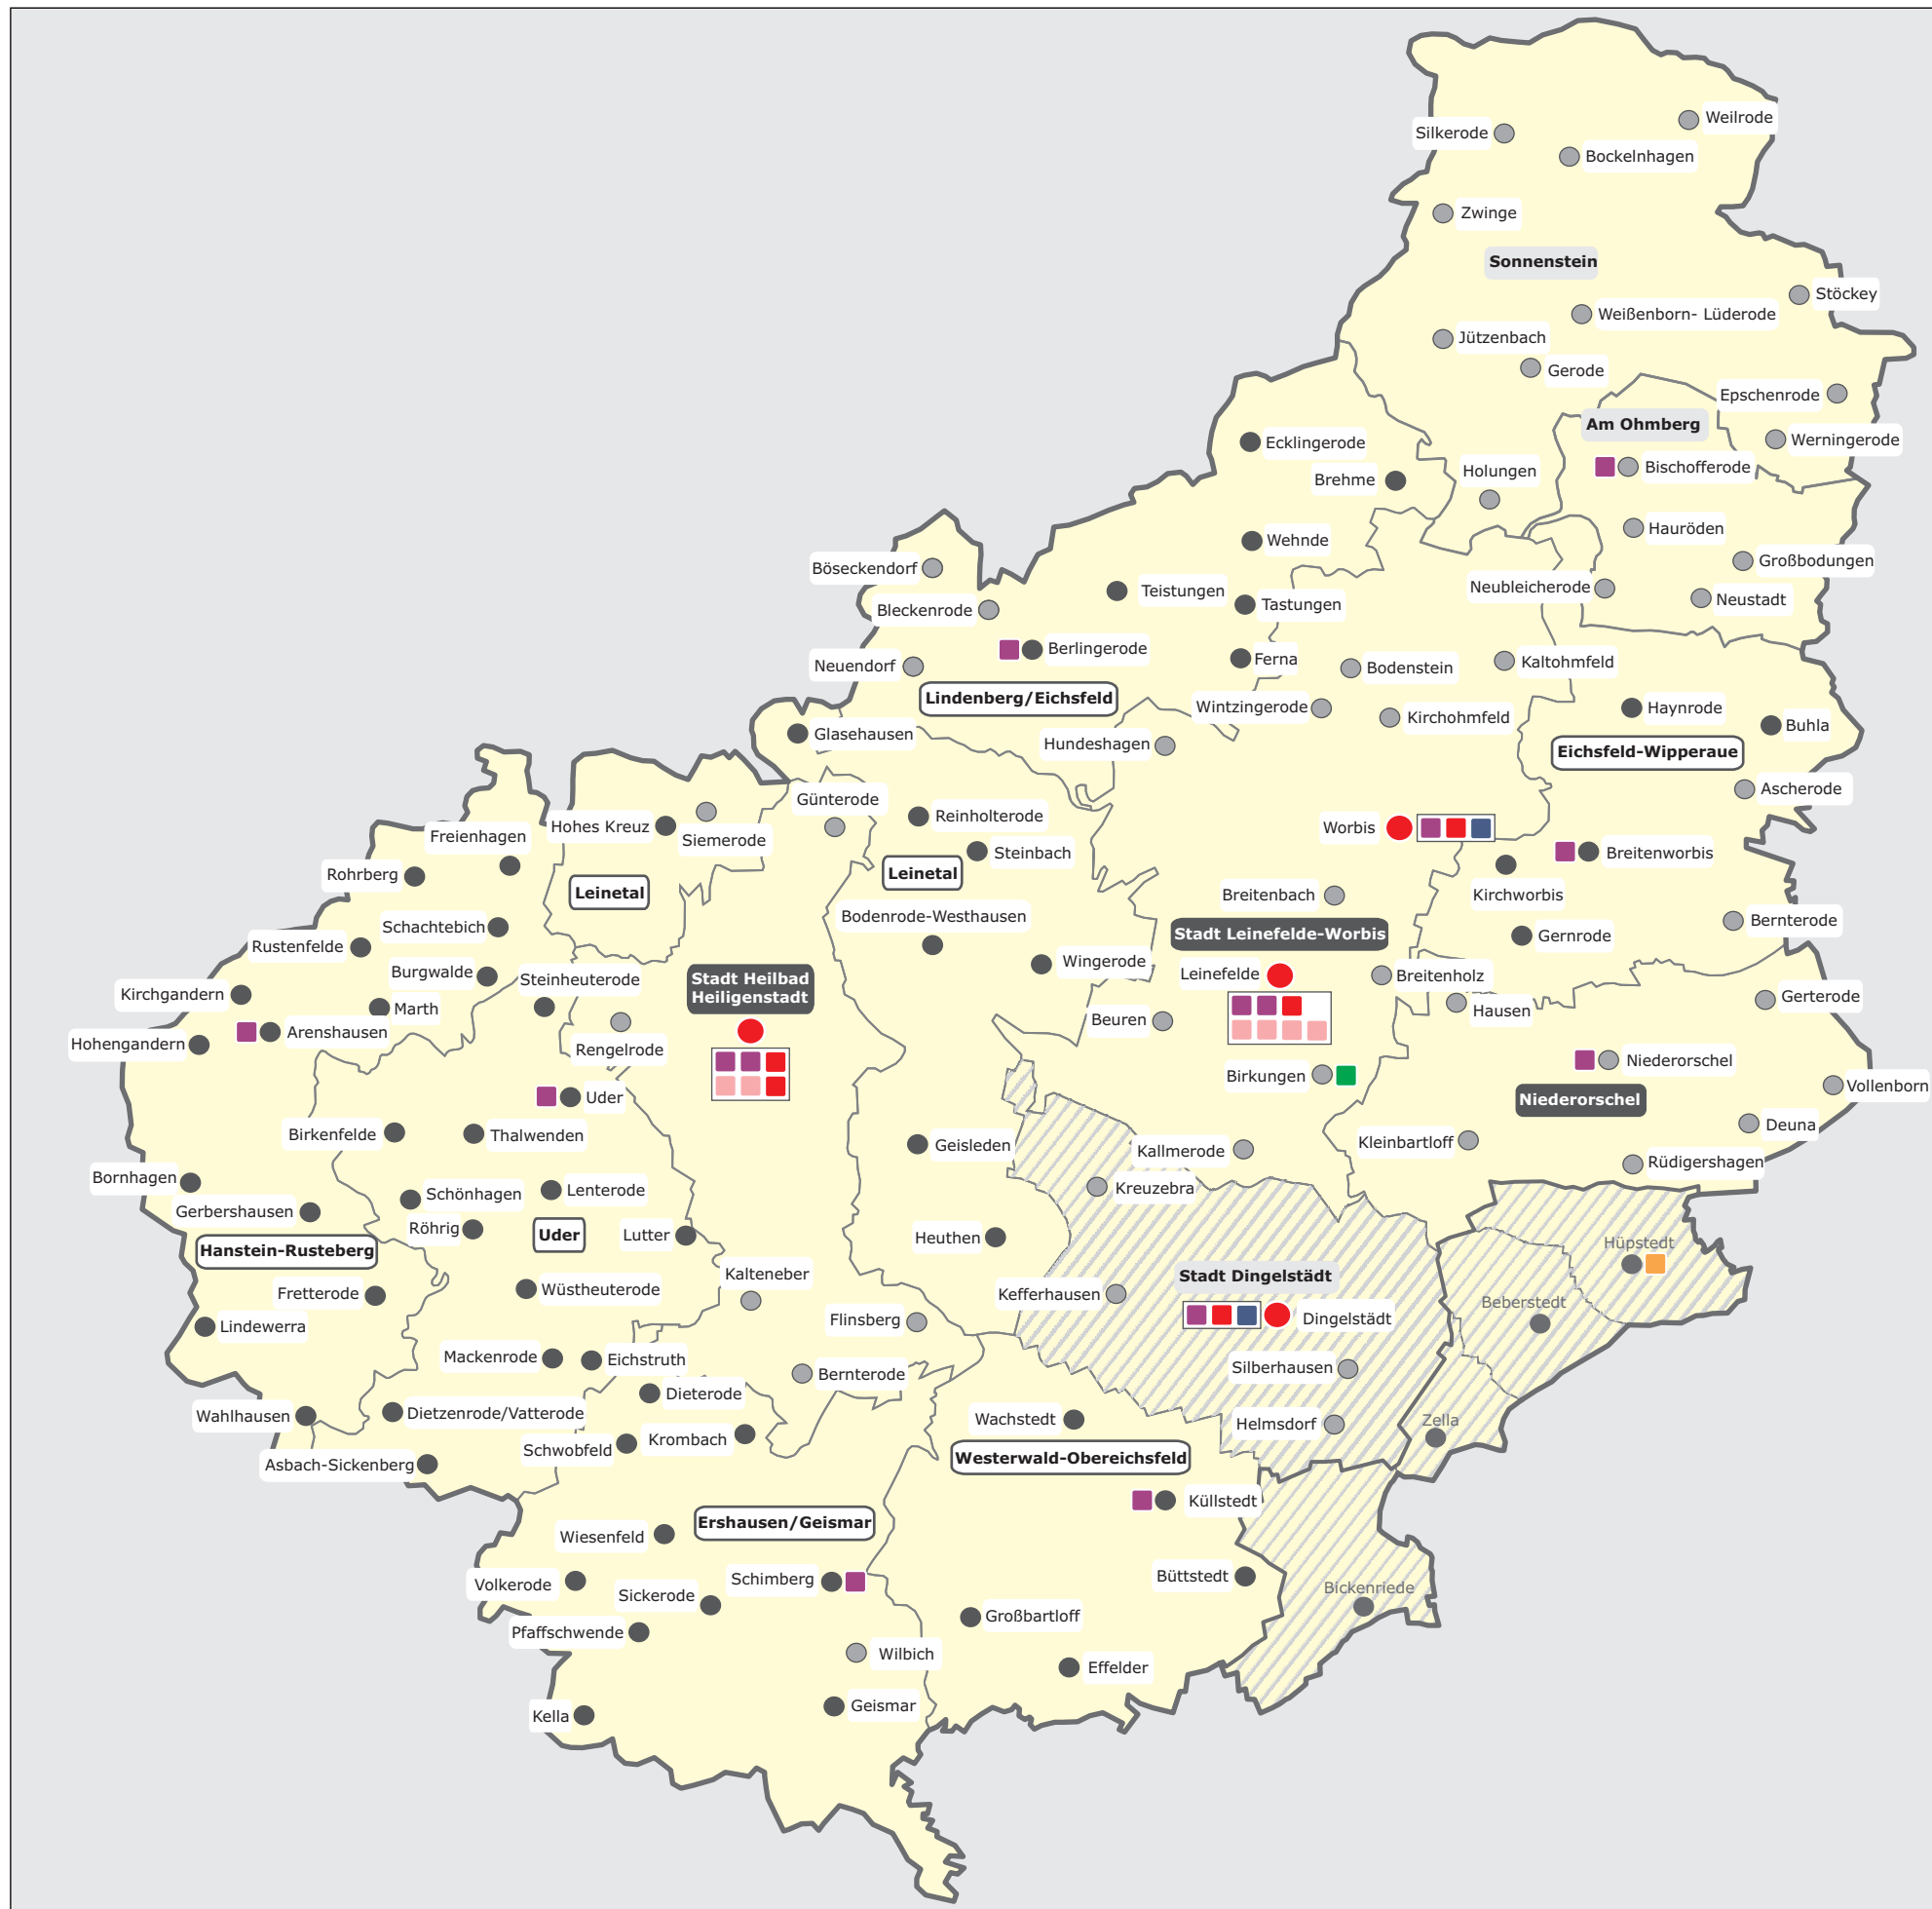 Weilrode
Silkerode
Bockelnhagen
Zwinge
Sonnenstein
Stöckey
Weißenborn- Lüderode
Jützenbach
Gerode
Epschenrode
Am Ohmberg
Werningerode
Ecklingerode
Bischofferode
Holungen
Brehme
Hauröden
Wehnde
Großbodungen
Böseckendorf
Neubleicherode
Teistungen
Neustadt
Tastungen
Bleckenrode
Berlingerode
Ferna
Kaltohmfeld
Neuendorf
Bodenstein
Lindenberg/Eichsfeld
Wintzingerode
Haynrode
Kirchohmfeld
Buhla
Glasehausen
Hundeshagen
Eichsfeld-Wipperaue
Ascherode
Günterode
Reinholterode
Hohes Kreuz
Worbis
Freienhagen
Siemerode
Steinbach
Breitenworbis
Rohrberg
Leinetal
Leinetal
Kirchworbis
Breitenbach
Bodenrode-Westhausen
Bernterode
Schachtebich
Stadt Leinefelde-Worbis
Gernrode
Rustenfelde
Wingerode
Burgwalde
Leinefelde
Breitenholz
Steinheuterode
Stadt Heilbad
Heiligenstadt
Kirchgandern
Gerterode
Marth
Hausen
Beuren
Arenshausen
Hohengandern
Rengelrode
Niederorschel
Birkungen
Vollenborn
Uder
Niederorschel
Deuna
Birkenfelde
Thalwenden
Kleinbartloff
Geisleden
Kallmerode
Rüdigershagen
Bornhagen
Kreuzebra
Lenterode
Schönhagen
Gerbershausen
Röhrig
Uder
Lutter
Heuthen
Hüpstedt
Hanstein-Rusteberg
Kalteneber
Stadt Dingelstädt
Wüstheuterode
Fretterode
Kefferhausen
Beberstedt
Dingelstädt
Flinsberg
Lindewerra
Mackenrode
Eichstruth
Silberhausen
Bernterode
Dieterode
Dietzenrode/Vatterode
Wahlhausen
Wachstedt
Zella
Helmsdorf
Krombach
Schwobfeld
Westerwald-Obereichsfeld
Asbach-Sickenberg
Küllstedt
Ershausen/Geismar
Wiesenfeld
Büttstedt
Schimberg
Volkerode
Bickenriede
Sickerode
Großbartloff
Pfaffschwende
Wilbich
Effelder
Geismar
Kella